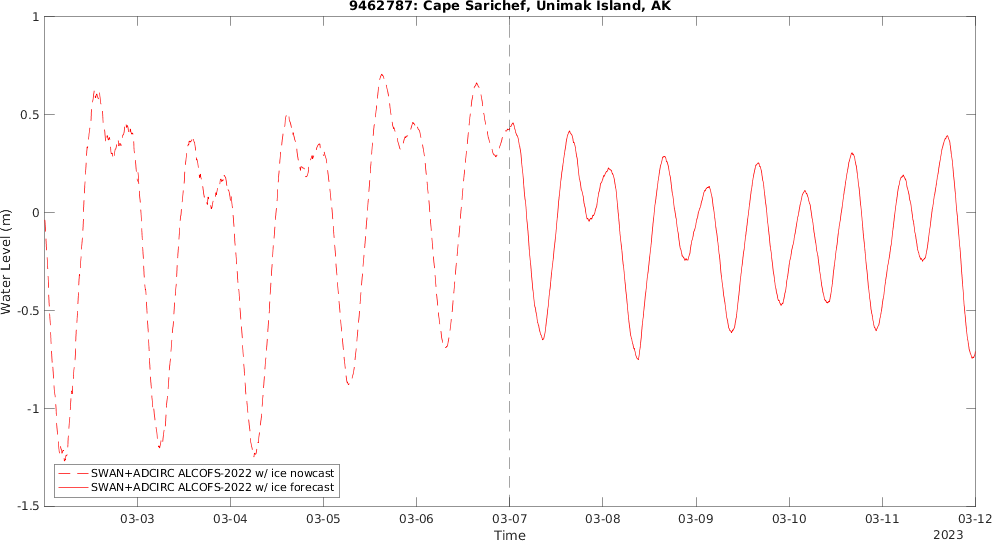 9462787: Cape Sarichef, Unimak Island, AK
1
0.5
0
-0.5
-1
-1.5
Water Level (m)
SWAN+ADCIRC ALCOFS-2022 w/ ice nowcast
SWAN+ADCIRC ALCOFS-2022 w/ ice forecast
03-03 03-04 03-05 03-06 03-07 03-08 03-09 03-10 03-11 03-12
Time
2023